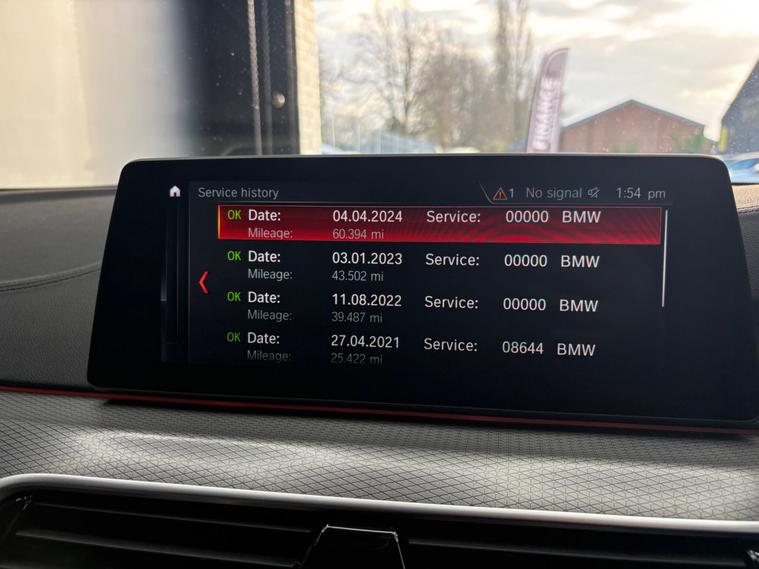 FINANCE
Service history 1 No signal 1:54 pm
OK Date: 04.04.2024 Service: 00000 BMW
Mileage: 60.394 mi
OK Date: 03.01.2023 Service: 00000 BMW
Mileage: 43.502 mi
OK Date: 11.08.2022 Service: 00000 BMW
Mileage: 39.487 mi
OK Date: 27.04.2021 Service: 08644 BMW
Mileage: 25.422 mi